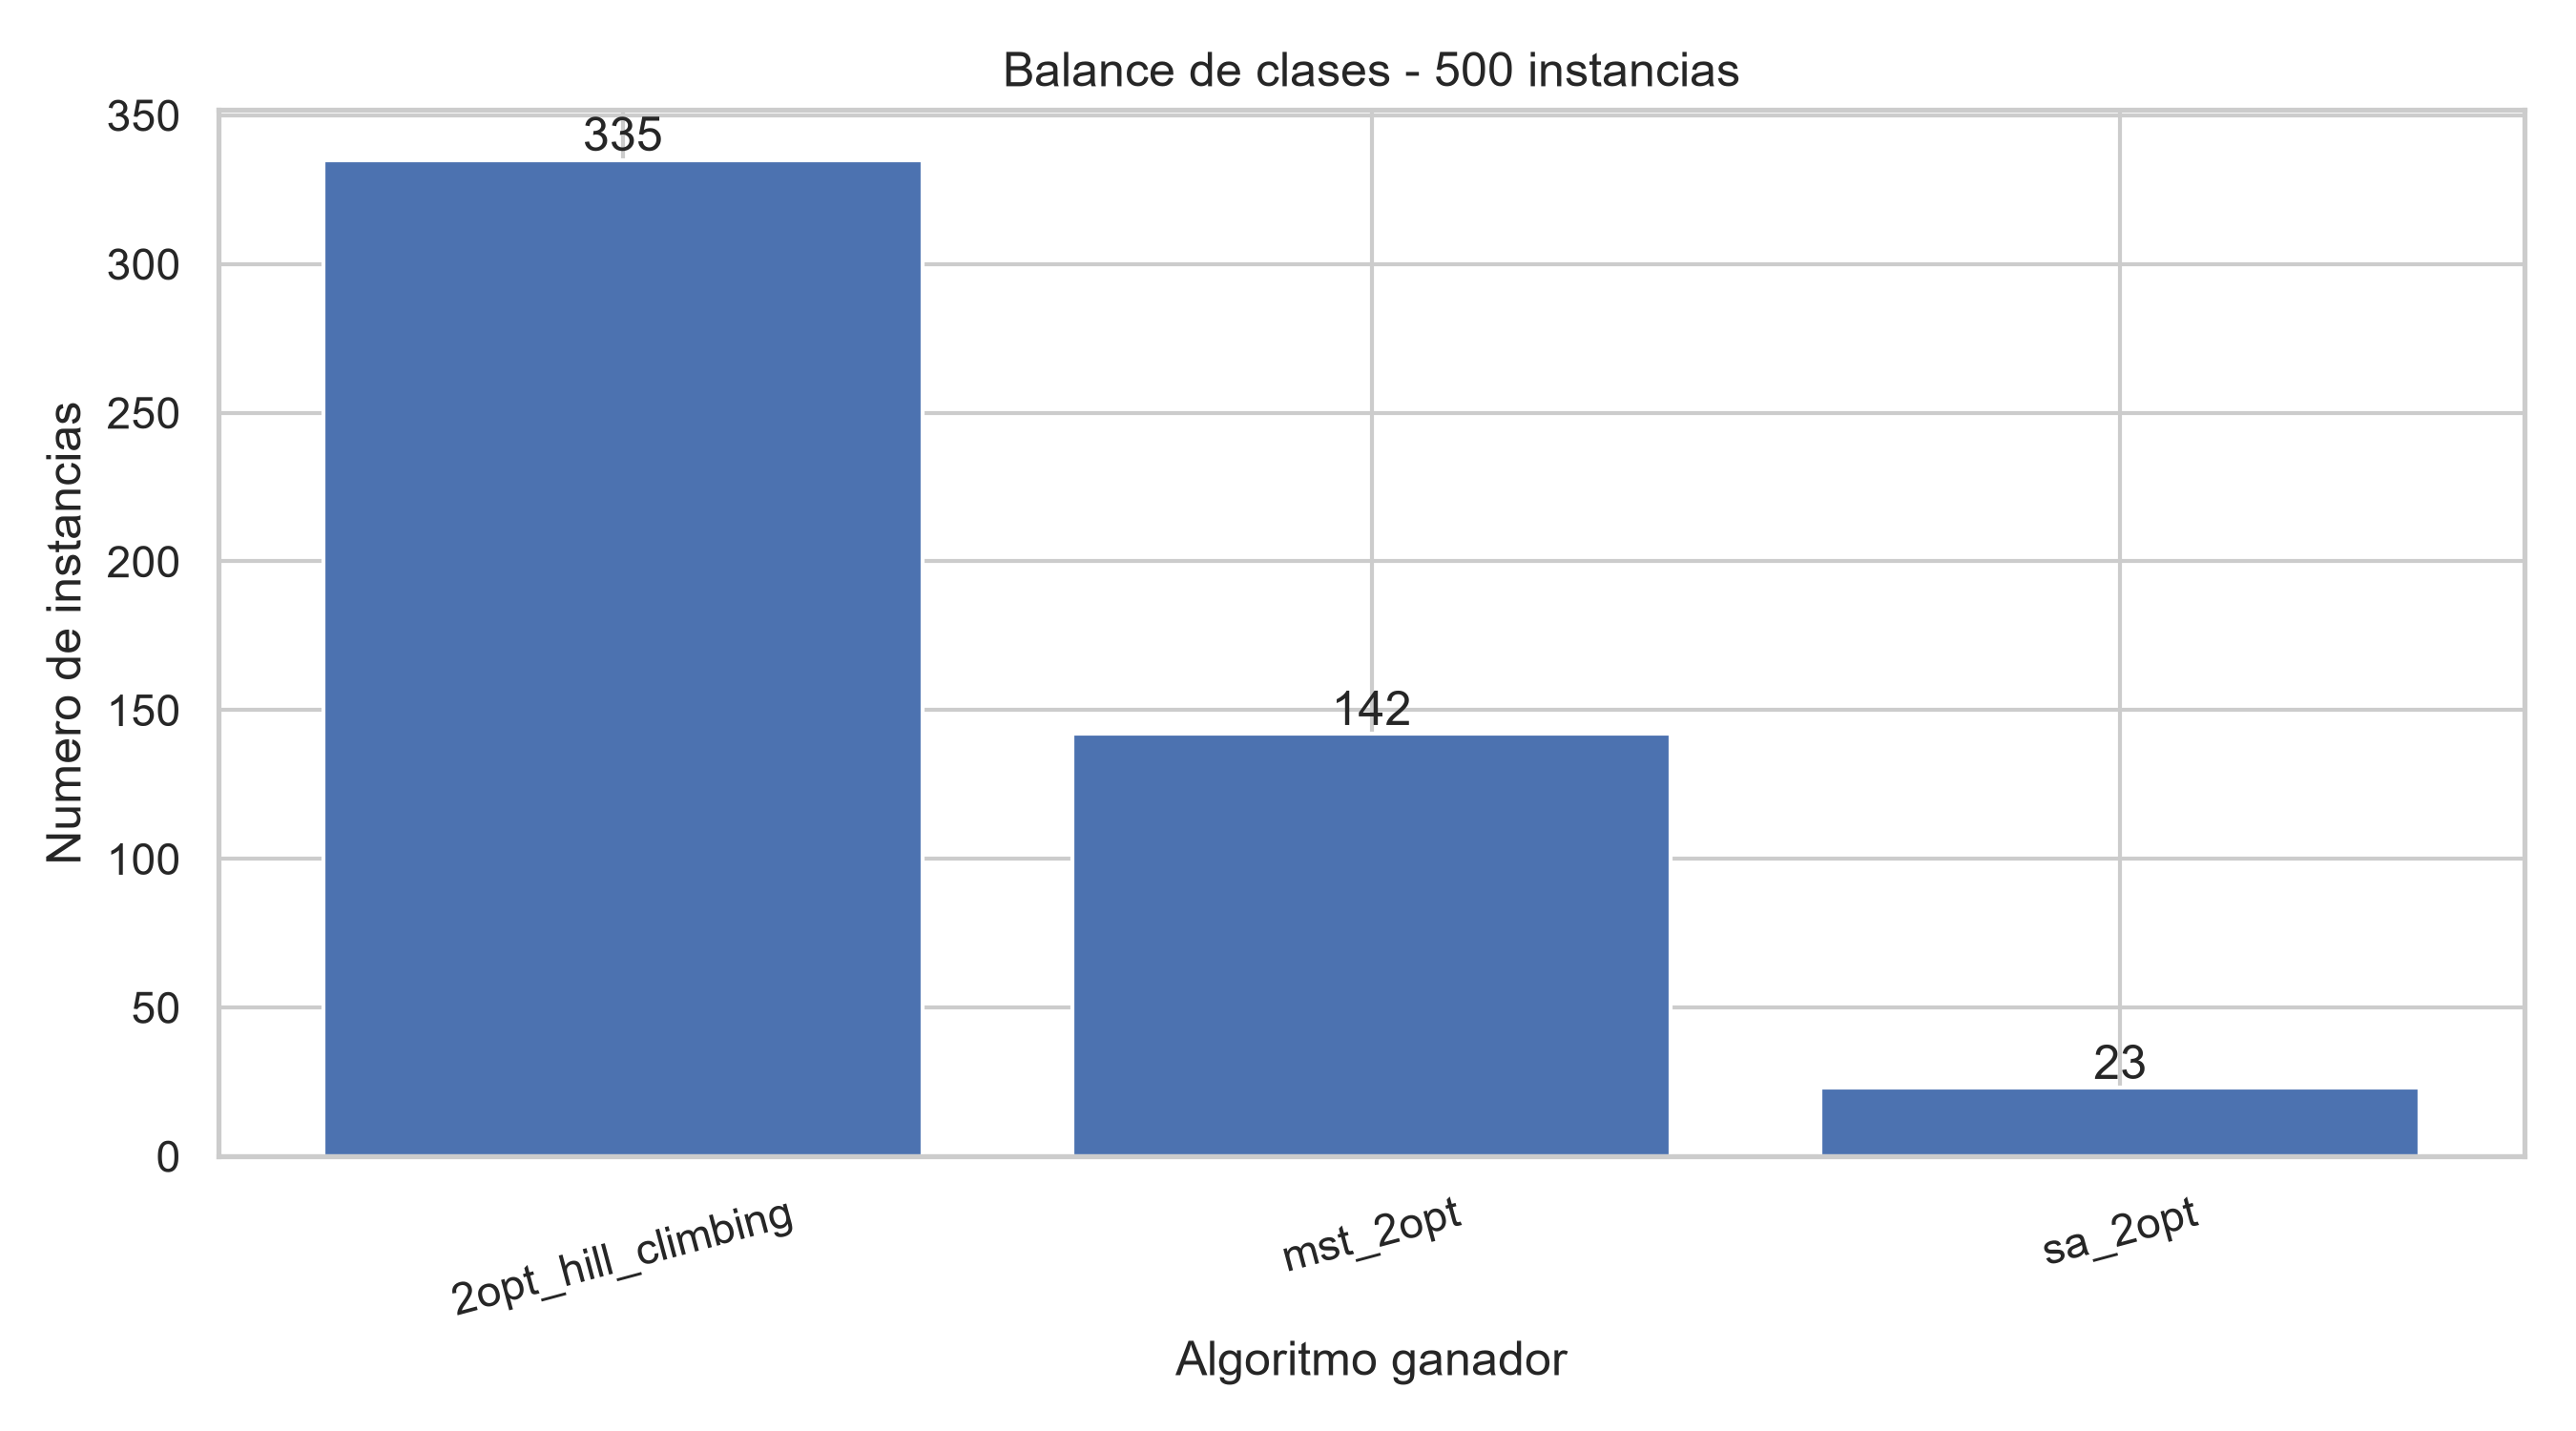 Balance de clases - 500 instancias
350
300
250
200
150
100
50
0
Numero de instancias
335
142
23
2opt_hill_climbing
mst_2opt
sa_2opt
Algoritmo ganador